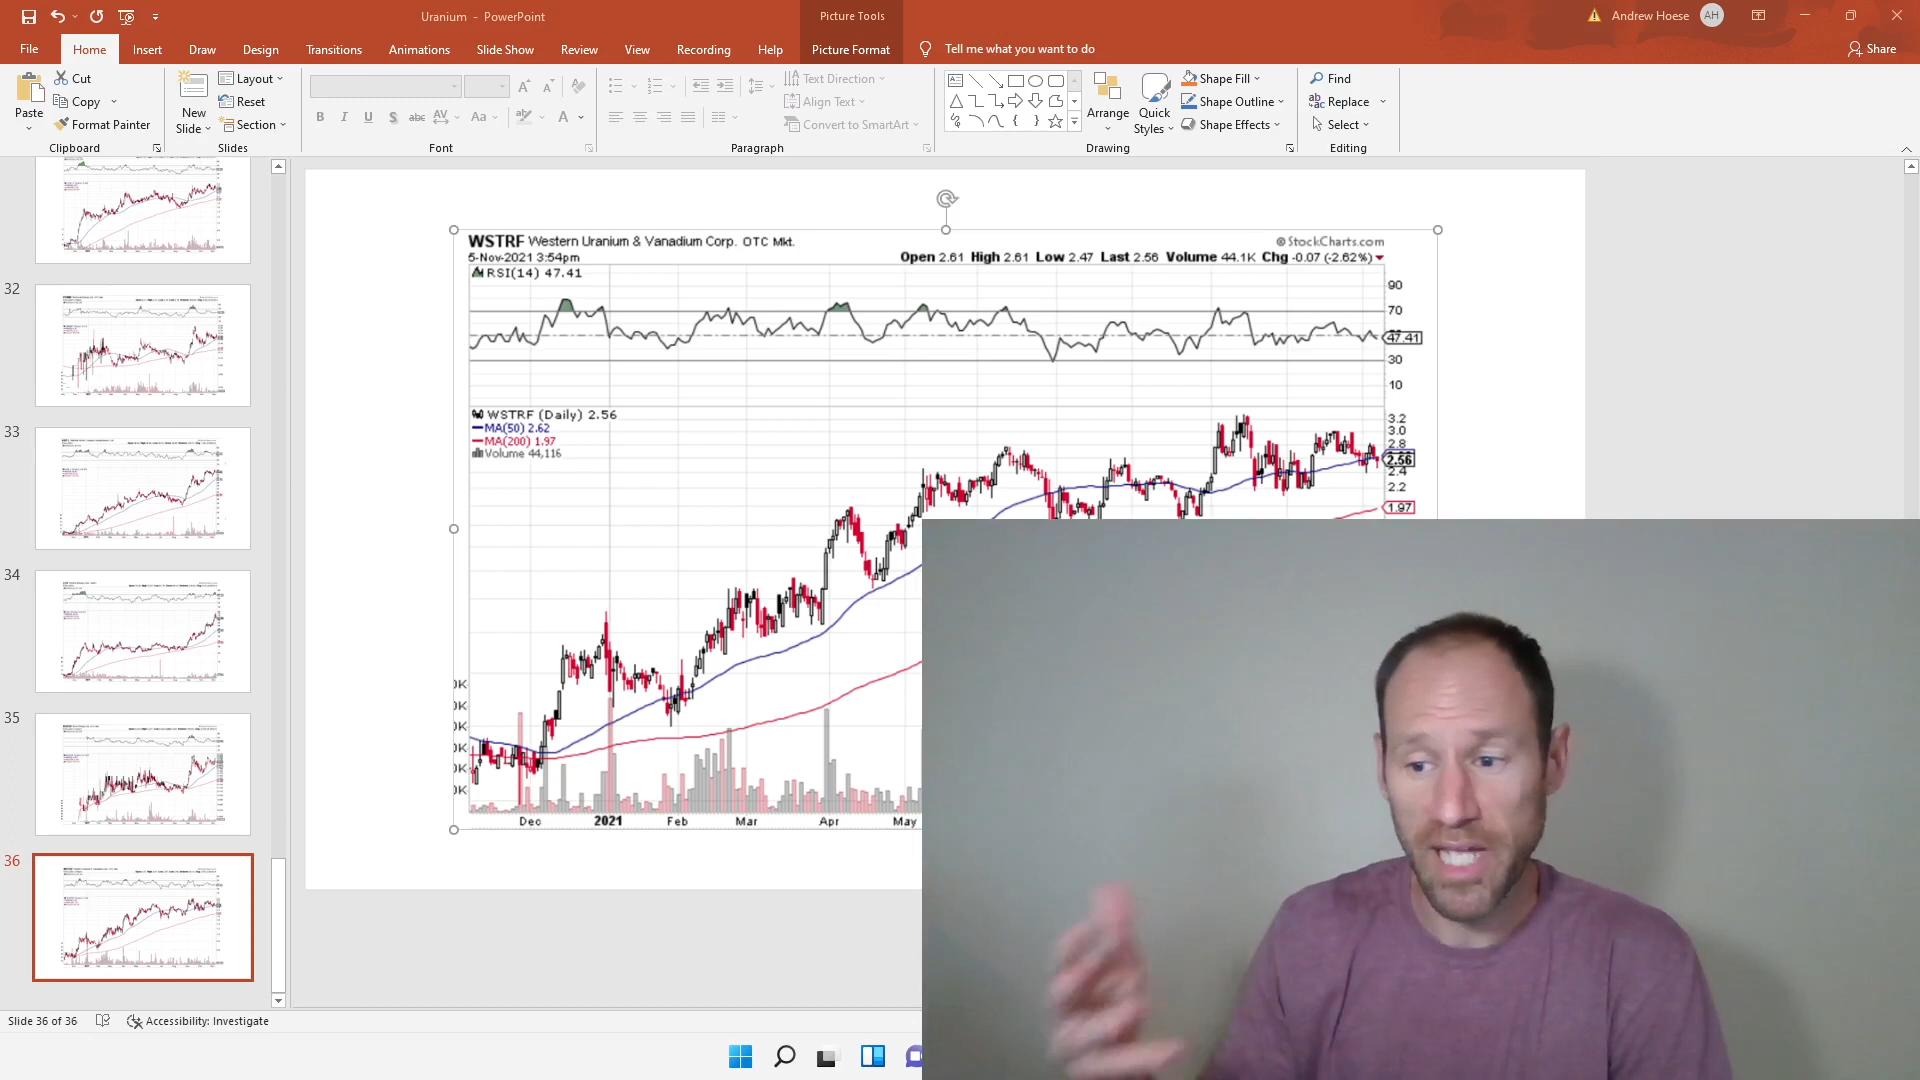 Uranium - PowerPoint
Picture Tools
Andrew Hoese
AH
File
Home
Insert
Draw
Design
Transitions
Animations
Slide Show
Review
View
Recording
Help
Picture Format
Tell me what you want to do
Share
Paste
Cut
Copy
Format Painter
Clipboard
New
Slide
Layout
Reset
Section
Slides
Font
Text Direction
Align Text
Convert to SmartArt
Paragraph
Arrange
Quick
Styles
Shape Fill
Shape Outline
Shape Effects
Drawing
Find
Replace
Select
Editing
32
33
34
35
36
WSTRF Western Uranium & Vanadium Corp. OTC Mkt.
© StockCharts.com
5-Nov-2021 3:54pm
Open 2.61 High 2.61 Low 2.47 Last 2.56 Volume 44.1K Chg -0.07 (-2.62%)
RSI(14) 47.41
90
70
47.41
30
10
WSTRF (Daily) 2.56
MA(50) 2.62
MA(200) 1.97
Volume 44,116
3.2
3.0
2.8
2.56
2.4
2.2
1.97
0K
0K
0K
0K
0K
0K
Dec 2021 Feb Mar Apr May
Slide 36 of 36
Accessibility: Investigate